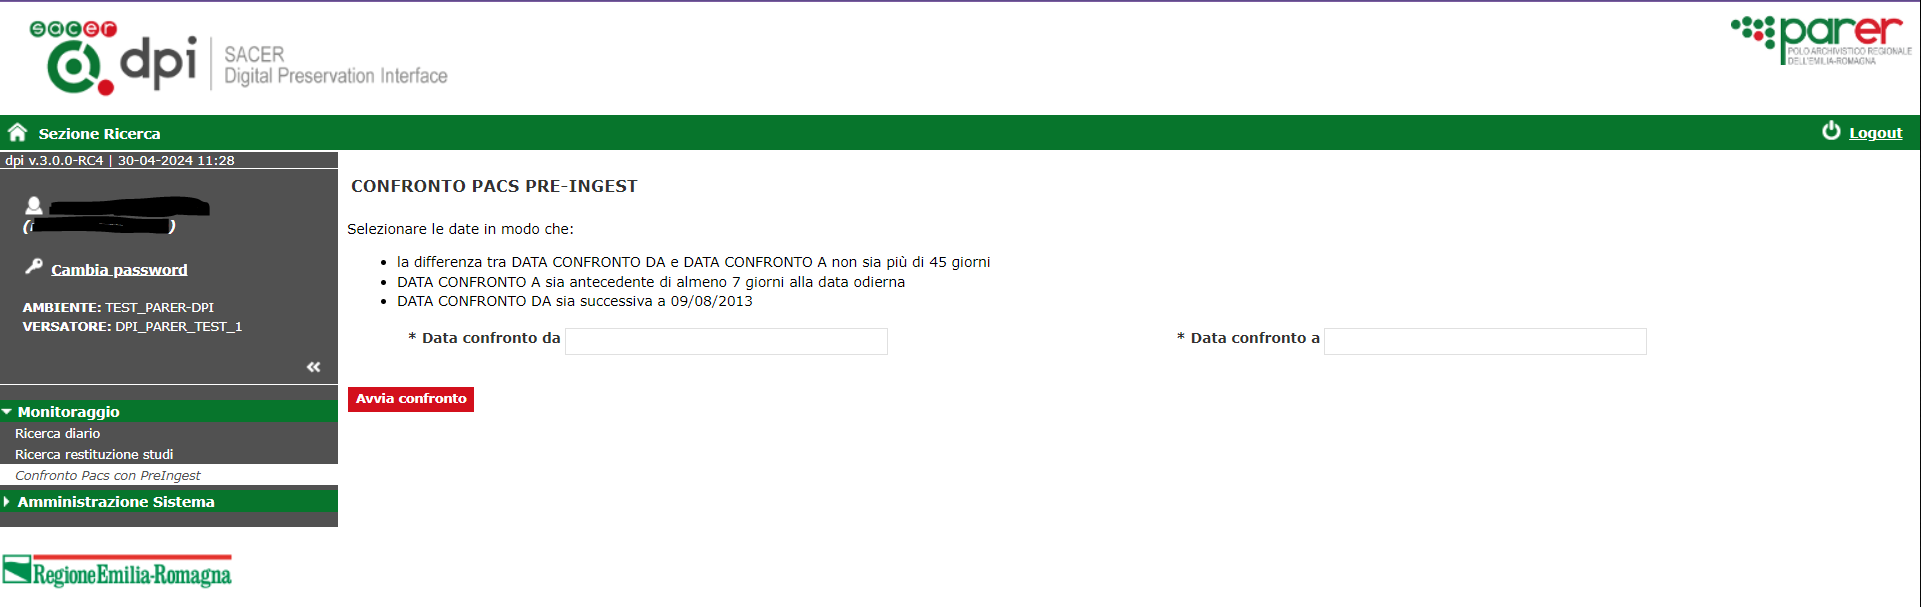 sacer
dpi
SACER
Digital Preservation Interface
parer
POLO ARCHIVISTICO REGIONALE
DELL'EMILIA-ROMAGNA
Sezione Ricerca
Logout
dpi v.3.0.0-RC4 | 30-04-2024 11:28
Cambia password
AMBIENTE: TEST_PARER-DPI
VERSATORE: DPI_PARER_TEST_1
«
Monitoraggio
Ricerca diario
Ricerca restituzione studi
Confronto Pacs con PreIngest
Amministrazione Sistema
RegioneEmilia-Romagna
CONFRONTO PACS PRE-INGEST
Selezionare le date in modo che:
• la differenza tra DATA CONFRONTO DA e DATA CONFRONTO A non sia più di 45 giorni
• DATA CONFRONTO A sia antecedente di almeno 7 giorni alla data odierna
• DATA CONFRONTO DA sia successiva a 09/08/2013
* Data confronto da
* Data confronto a
Avvia confronto